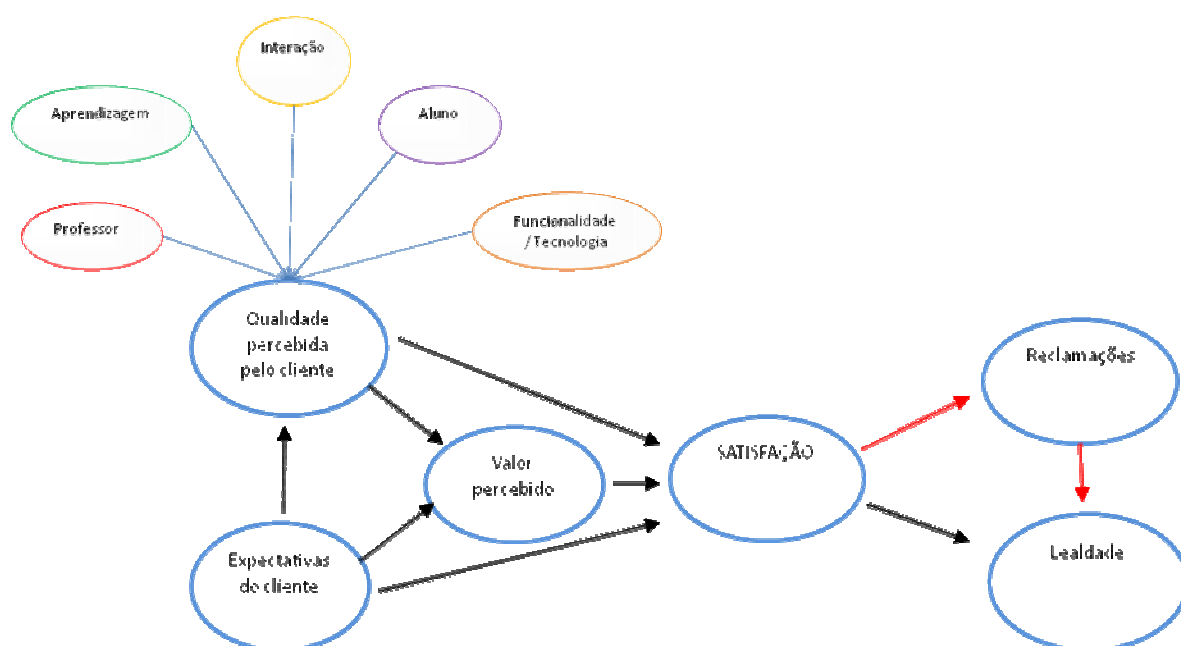 Interação
Aprendizagem
Aluno
Professor
Funcionalidade
/Tecnologia
Qualidade
percebida
pelo cliente
Reclamações
Valor
percebido
SATISFAÇÃO
Expectativas
do cliente
Lealdade